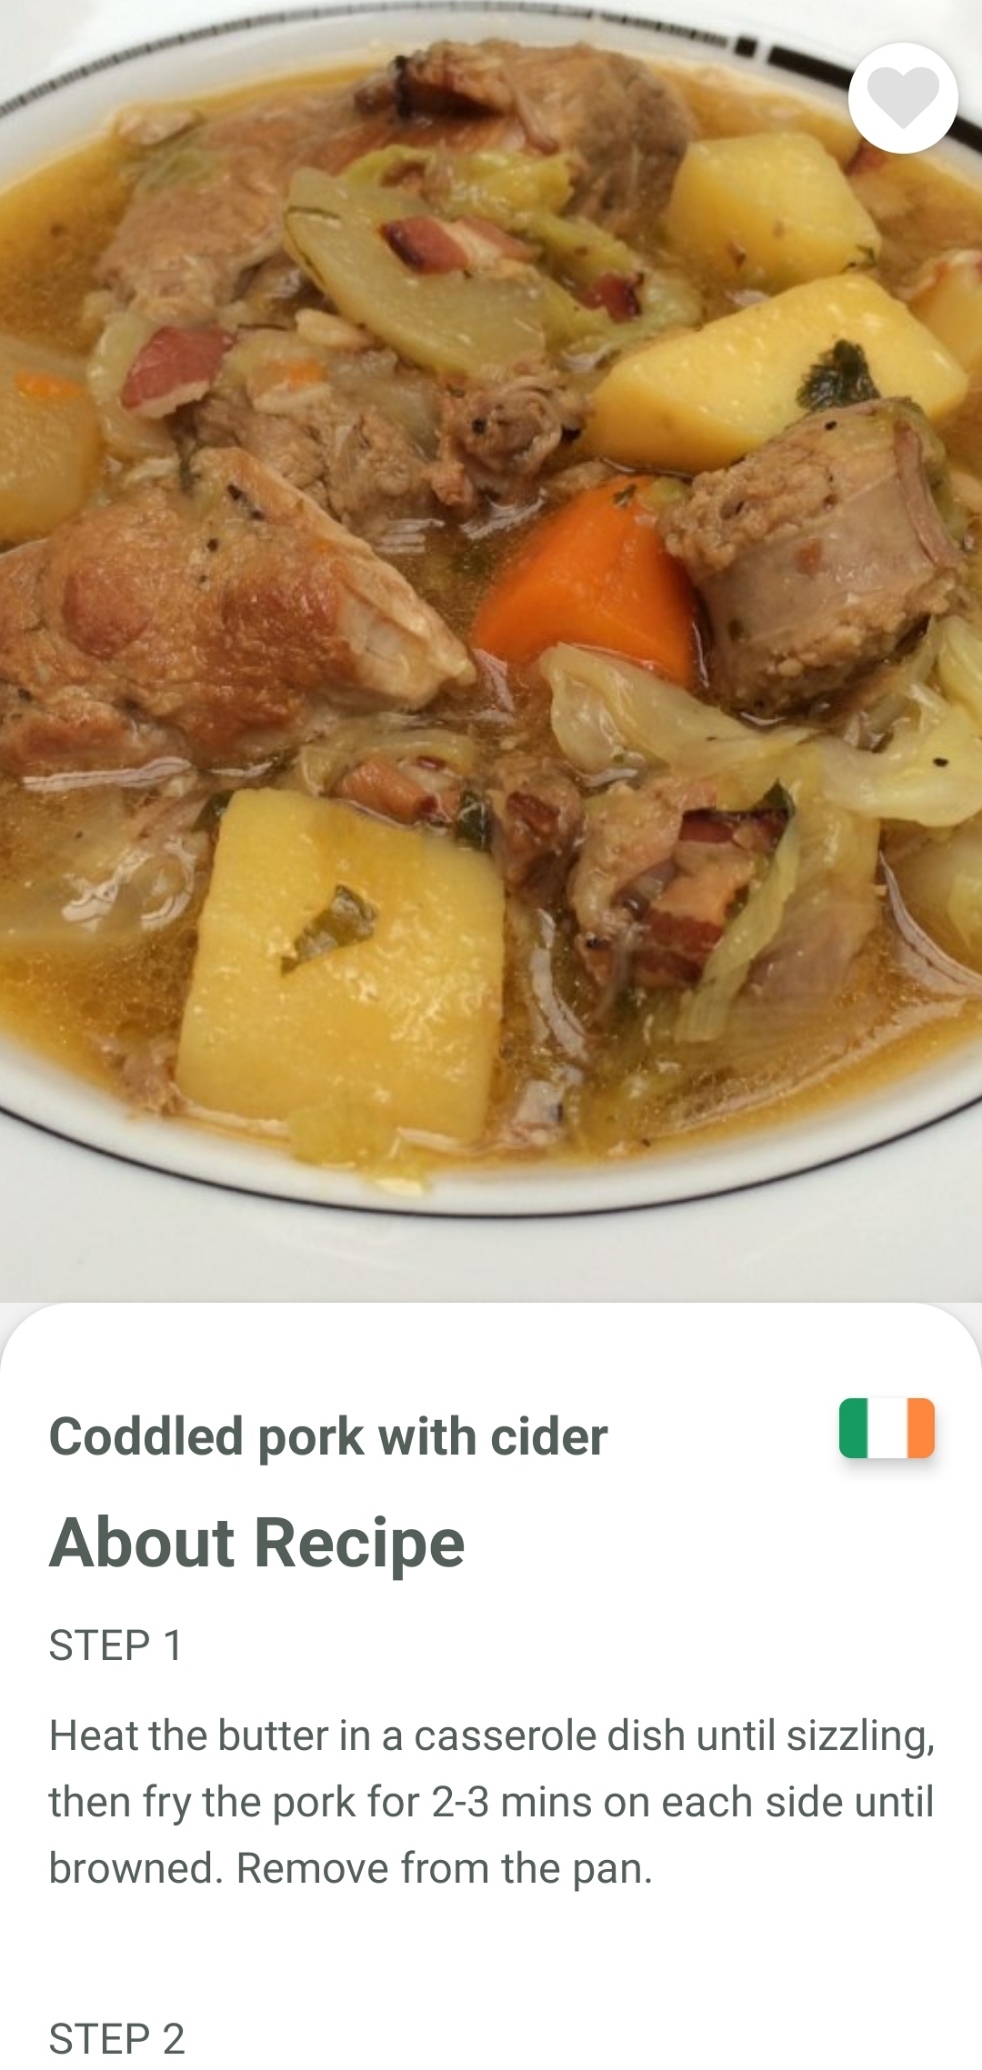 Coddled pork with cider
About Recipe
STEP 1
Heat the butter in a casserole dish until sizzling,
then fry the pork for 2-3 mins on each side until
browned. Remove from the pan.
STEP 2